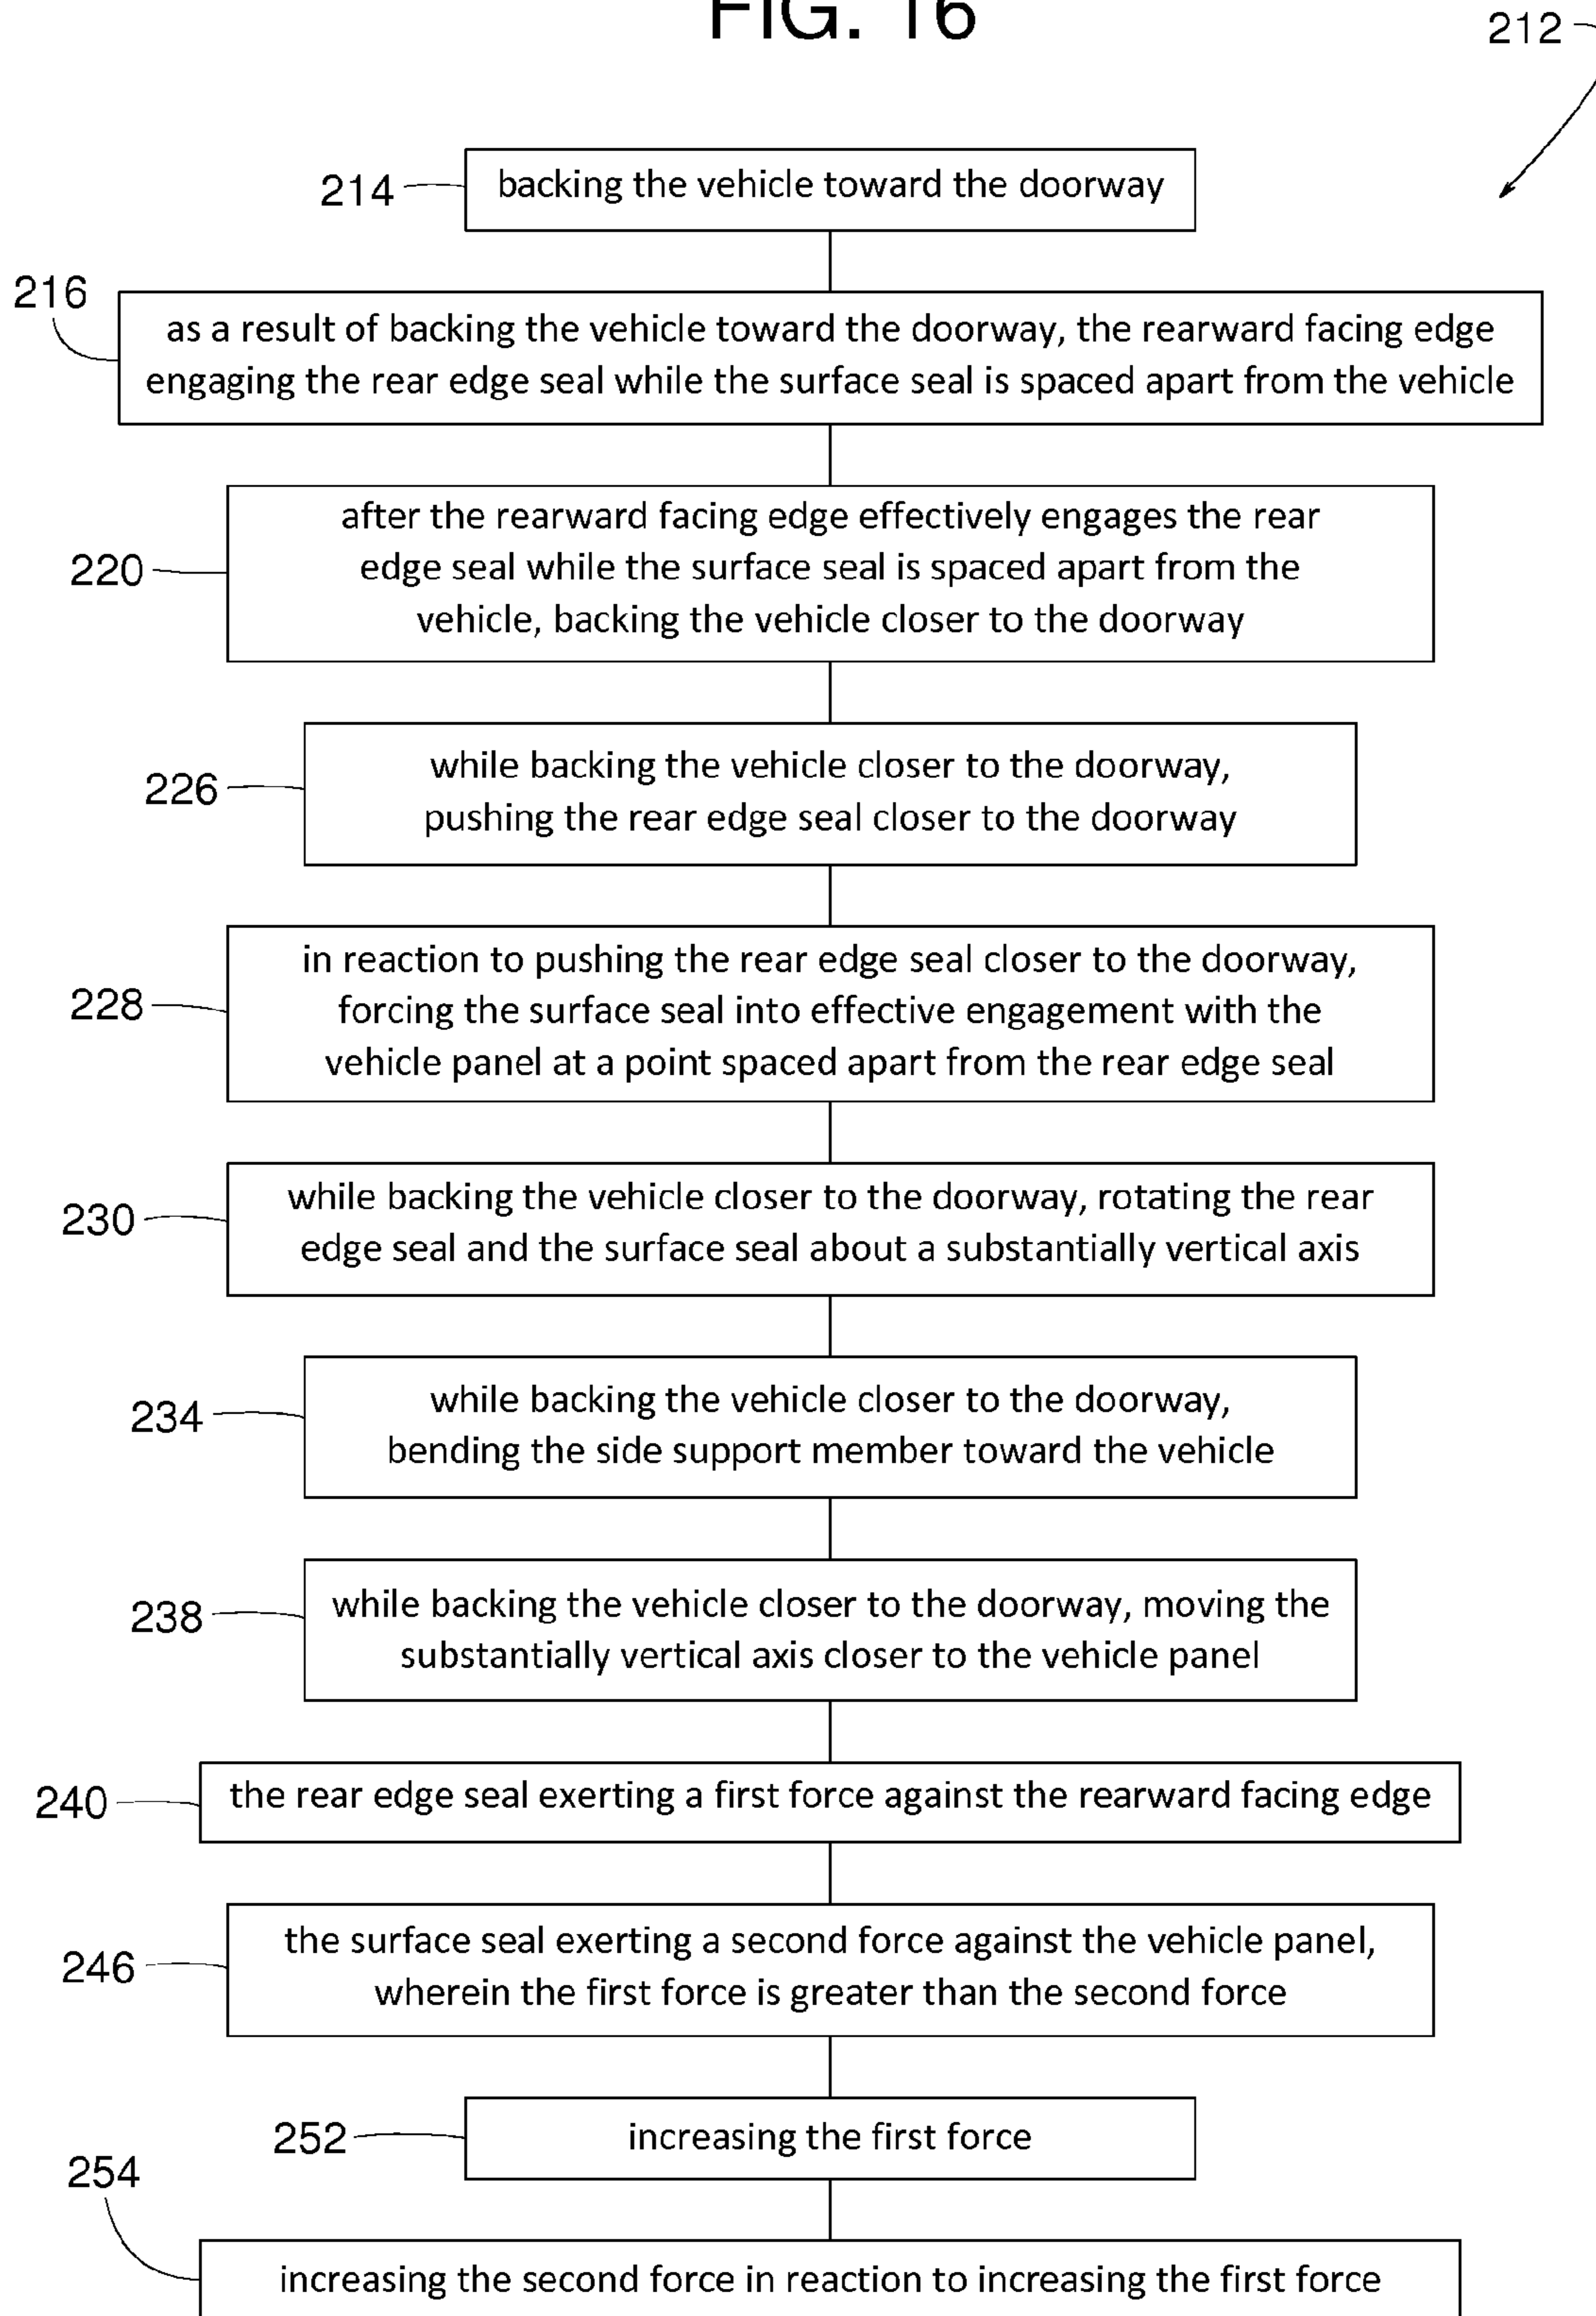 FIG. 16
212
214
backing the vehicle toward the doorway
216
as a result of backing the vehicle toward the doorway, the rearward facing edge
engaging the rear edge seal while the surface seal is spaced apart from the vehicle
220
after the rearward facing edge effectively engages the rear
edge seal while the surface seal is spaced apart from the
vehicle, backing the vehicle closer to the doorway
226
while backing the vehicle closer to the doorway,
pushing the rear edge seal closer to the doorway
228
in reaction to pushing the rear edge seal closer to the doorway,
forcing the surface seal into effective engagement with the
vehicle panel at a point spaced apart from the rear edge seal
230
while backing the vehicle closer to the doorway, rotating the rear
edge seal and the surface seal about a substantially vertical axis
234
while backing the vehicle closer to the doorway,
bending the side support member toward the vehicle
238
while backing the vehicle closer to the doorway, moving the
substantially vertical axis closer to the vehicle panel
240
the rear edge seal exerting a first force against the rearward facing edge
246
the surface seal exerting a second force against the vehicle panel,
wherein the first force is greater than the second force
252
increasing the first force
254
increasing the second force in reaction to increasing the first force